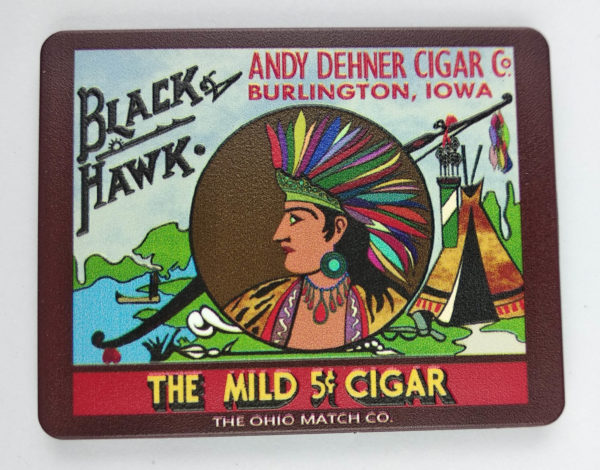 BLACK
HAWK.
ANDY DEHNER CIGAR Co.
BURLINGTON, IOWA
THE MILD 5¢ CIGAR
THE OHIO MATCH CO.